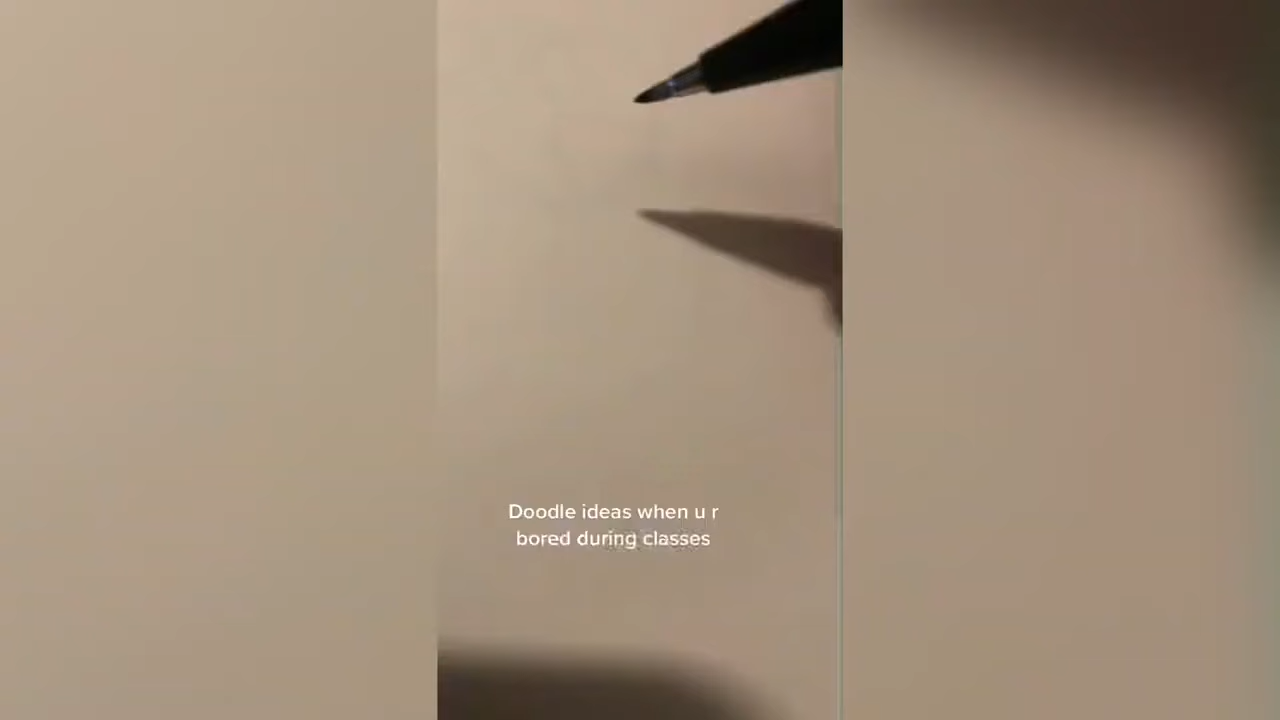 Doodle ideas when u r
bored during classes